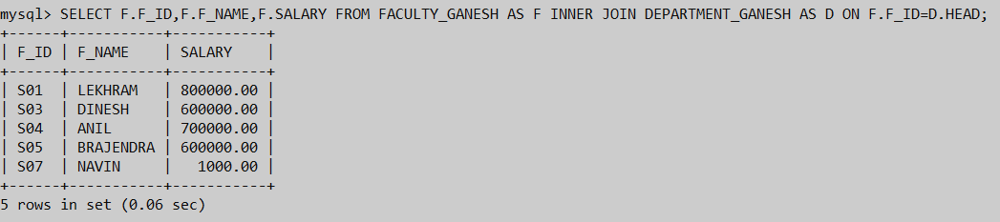 mysql> SELECT F.F_ID,F.F_NAME,F.SALARY FROM FACULTY_GANESH AS F INNER JOIN DEPARTMENT_GANESH AS D ON F.F_ID=D.HEAD;
+------+-----------+-----------+
| F_ID | F_NAME    | SALARY    |
+------+-----------+-----------+
| S01  | LEKHRAM   | 800000.00 |
| S03  | DINESH    | 600000.00 |
| S04  | ANIL      | 700000.00 |
| S05  | BRAJENDRA | 600000.00 |
| S07  | NAVIN     |   1000.00 |
+------+-----------+-----------+
5 rows in set (0.06 sec)